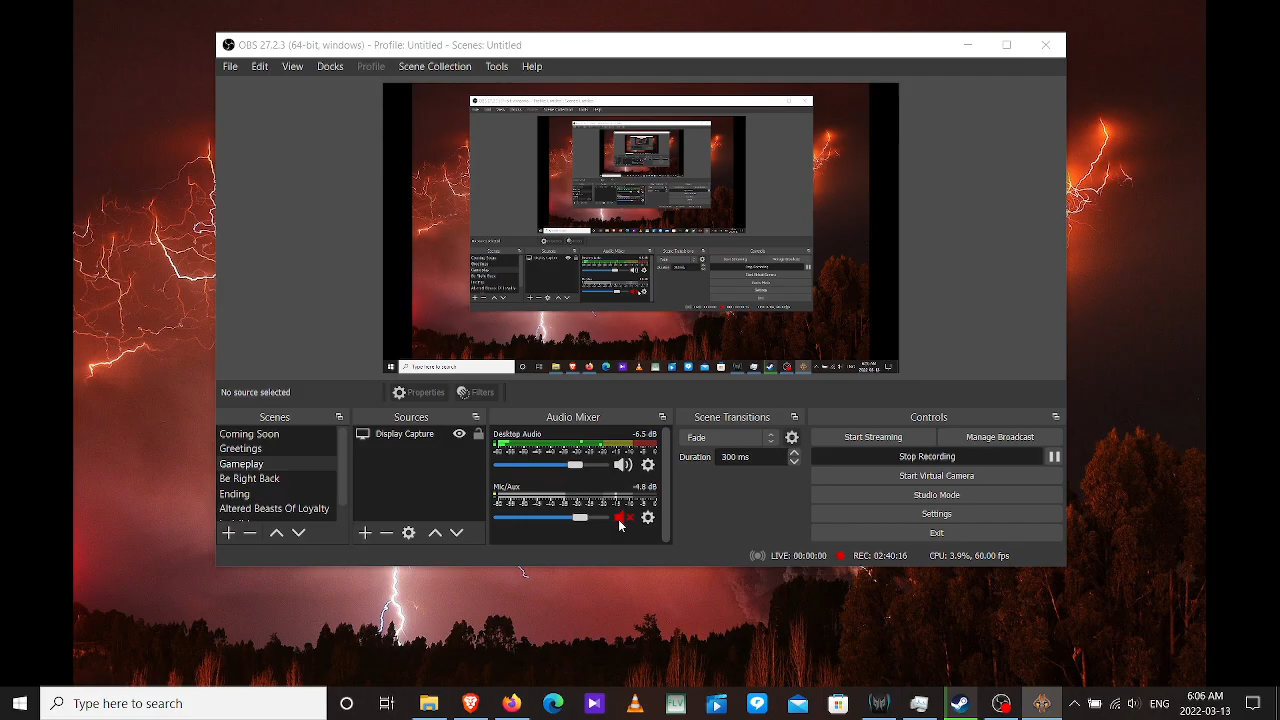 OBS 27.2.3 (64-bit, windows) - Profile: Untitled - Scenes: Untitled
File Edit View Docks Profile Scene Collection Tools Help
Type here to search
No source selected
Properties Filters
Scenes
Coming Soon
Greetings
Gameplay
Be Right Back
Ending
Altered Beasts Of Loyalty
Sources
Display Capture
Audio Mixer
Desktop Audio -6.5 dB
Mic/Aux -4.8 dB
Scene Transitions
Fade
Duration 300 ms
Controls
Start Streaming Manage Broadcast
Stop Recording
Start Virtual Camera
Studio Mode
Settings
Exit
LIVE: 00:00:00 REC: 02:40:16 CPU: 3.9%, 60.00 fps
Type here to search
FLV
6:06 AM
2022-03-13